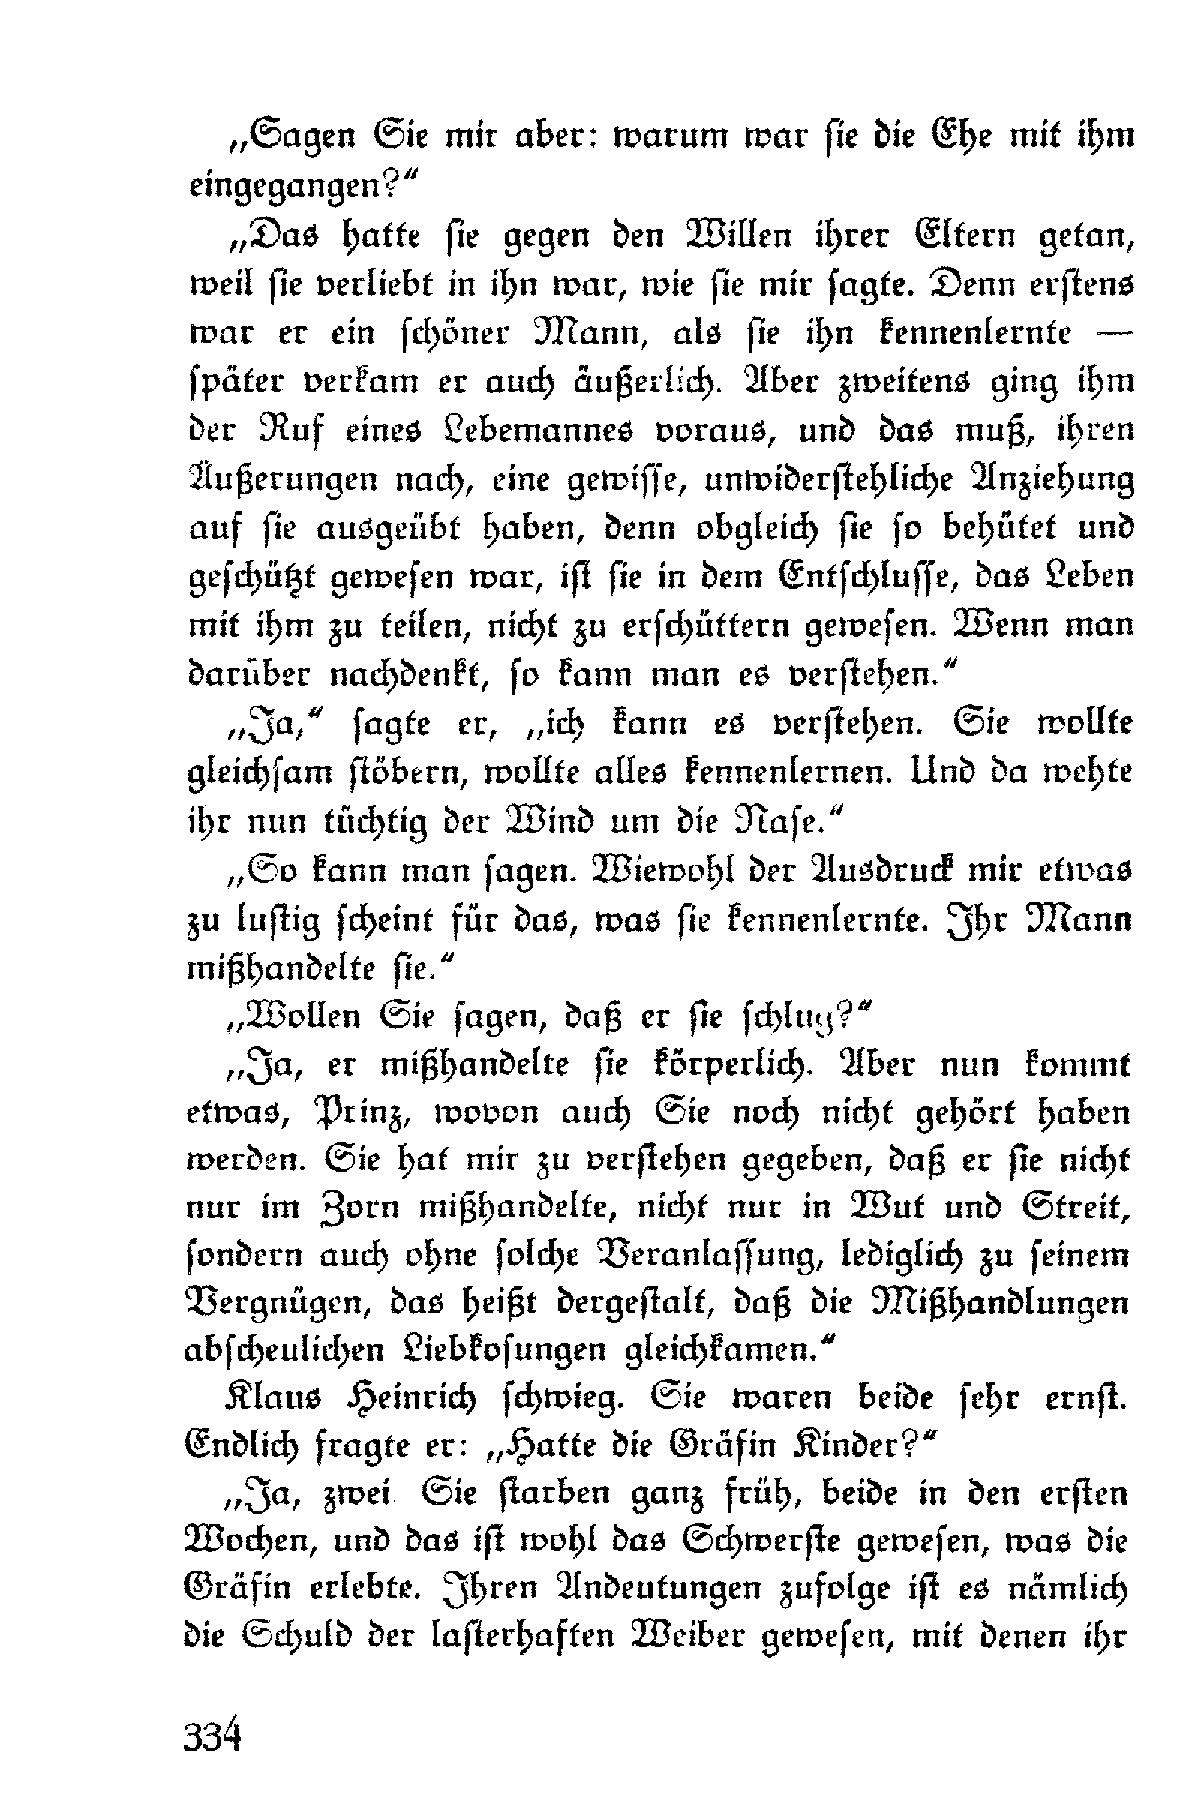 „Sagen Sie mir aber: warum war sie die Ehe mit ihm
eingegangen?“
„Das hatte sie gegen den Willen ihrer Eltern getan,
weil sie verliebt in ihn war, wie sie mir sagte. Denn erstens
war er ein schöner Mann, als sie ihn kennenlernte —
später verkam er auch äußerlich. Aber zweitens ging ihm
der Ruf eines Lebemannes voraus, und das muß, ihren
Äußerungen nach, eine gewisse, unwiderstehliche Anziehung
auf sie ausgeübt haben, denn obgleich sie so behütet und
geschützt gewesen war, ist sie in dem Entschlusse, das Leben
mit ihm zu teilen, nicht zu erschüttern gewesen. Wenn man
darüber nachdenkt, so kann man es verstehen.“
„Ja,“ sagte er, „ich kann es verstehen. Sie wollte
gleichsam stöbern, wollte alles kennenlernen. Und da wehte
ihr nun tüchtig der Wind um die Nase.“
„So kann man sagen. Wiewohl der Ausdruck mir etwas
zu lustig scheint für das, was sie kennenlernte. Ihr Mann
mißhandelte sie.“
„Wollen Sie sagen, daß er sie schlug?“
„Ja, er mißhandelte sie körperlich. Aber nun kommt
etwas, Prinz, wovon auch Sie noch nicht gehört haben
werden. Sie hat mir zu verstehen gegeben, daß er sie nicht
nur im Zorn mißhandelte, nicht nur in Wut und Streit,
sondern auch ohne solche Veranlassung, lediglich zu seinem
Vergnügen, das heißt dergestalt, daß die Mißhandlungen
abscheulichen Liebkosungen gleichkamen.“
Klaus Heinrich schwieg. Sie waren beide sehr ernst.
Endlich fragte er: „Hatte die Gräfin Kinder?“
„Ja, zwei. Sie starben ganz früh, beide in den ersten
Wochen, und das ist wohl das Schwerste gewesen, was die
Gräfin erlebte. Ihren Andeutungen zufolge ist es nämlich
die Schuld der lasterhaften Weiber gewesen, mit denen ihr
334